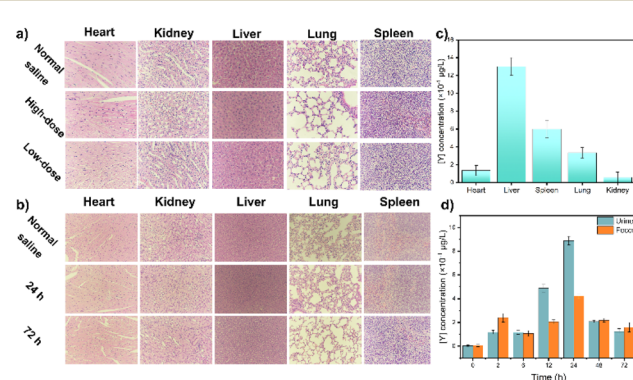 a)
Heart Kidney Liver Lung Spleen
Normal
saline
High-dose
Low-dose
b)
Heart Kidney Liver Lung Spleen
Normal
saline
24 h
72 h
c)
[Y] concentration (×10⁻¹ μg/L)
16
14
12
10
8
6
4
2
0
Heart Liver Spleen Lung Kidney
d)
[Y] concentration (×10⁻¹ μg/L)
10
8
6
4
2
0
0 2 6 12 24 48 72
Time (h)